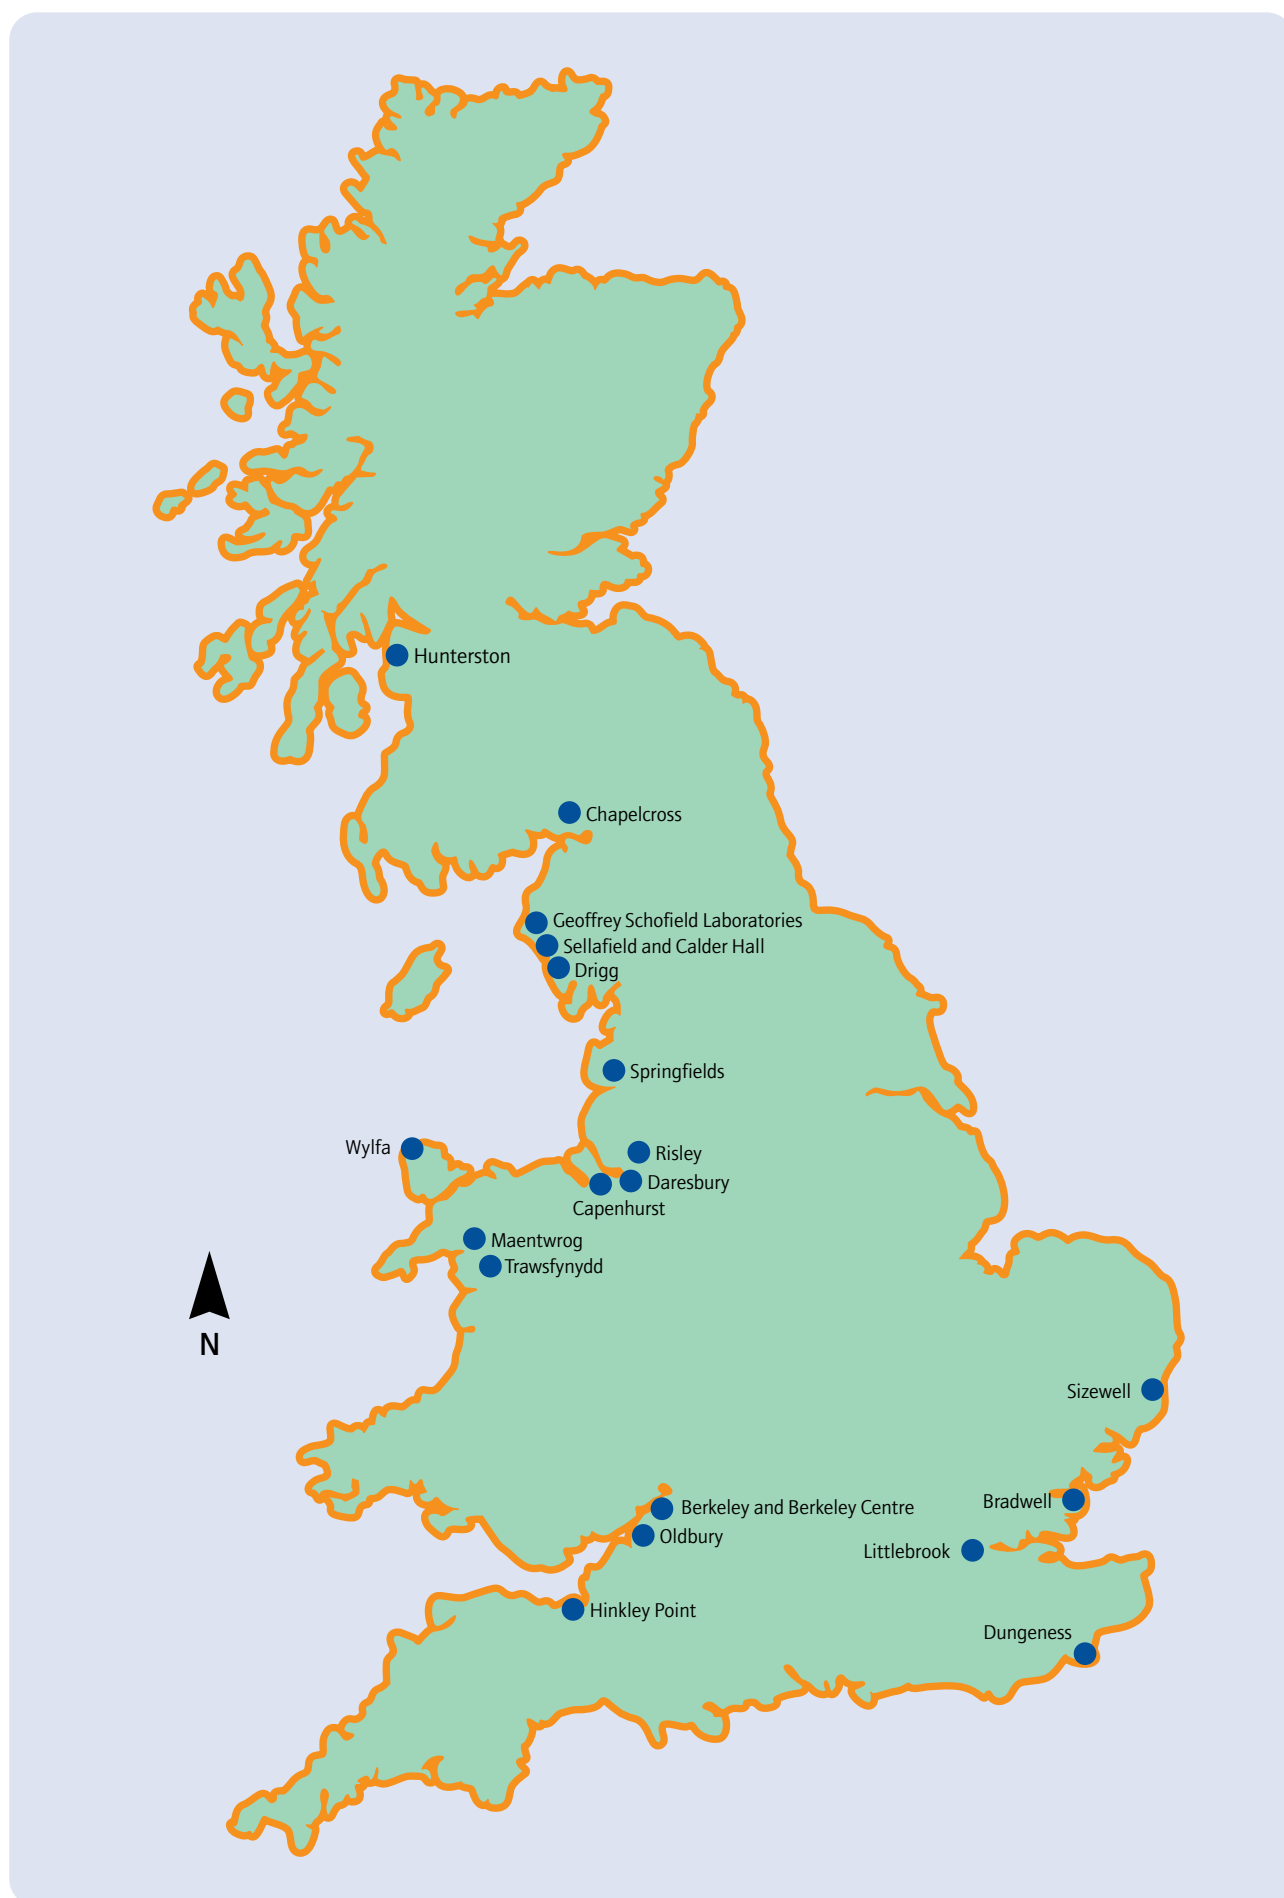 Hunterston
Chapelcross
Geoffrey Schofield Laboratories
Sellafield and Calder Hall
Drigg
Springfields
Wylfa
Risley
Daresbury
Capenhurst
Maentwrog
Trawsfynydd
N
Sizewell
Bradwell
Berkeley and Berkeley Centre
Oldbury
Littlebrook
Hinkley Point
Dungeness